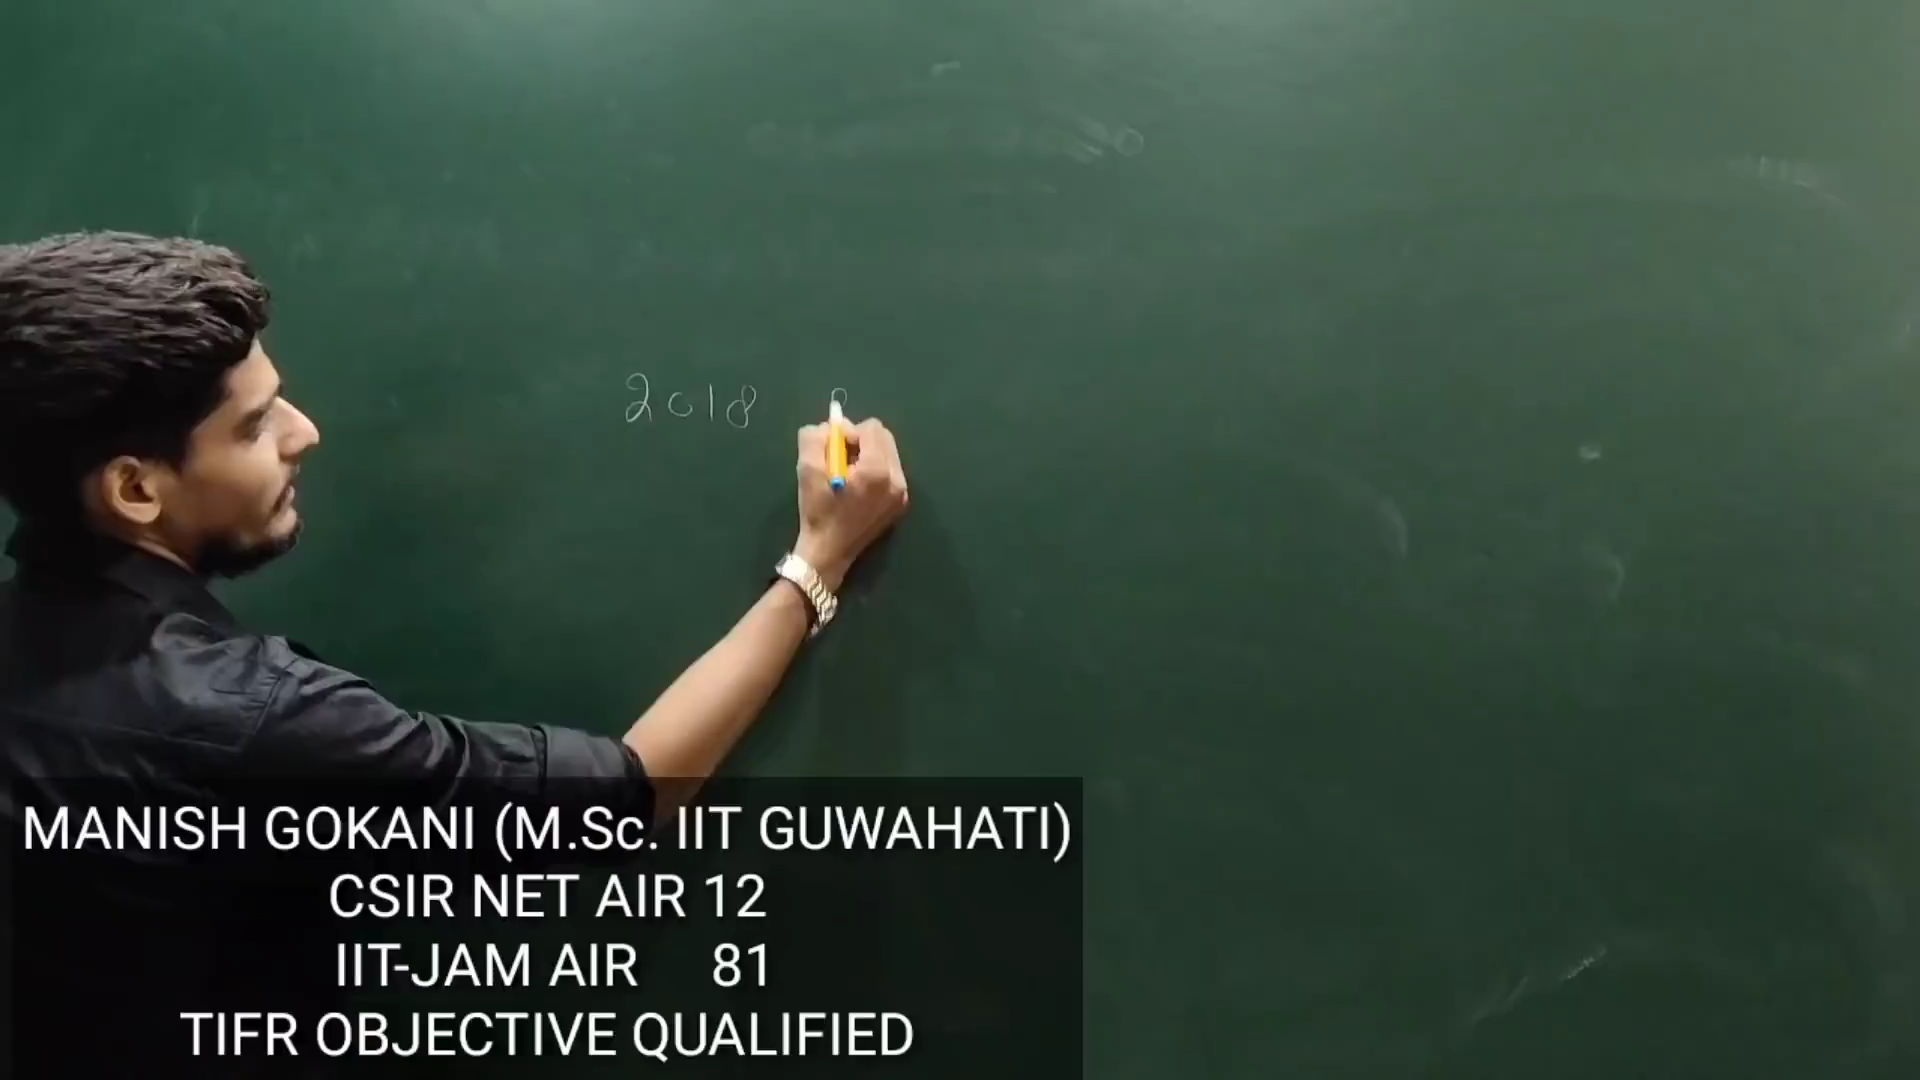 2018
MANISH GOKANI (M.Sc. IIT GUWAHATI)
CSIR NET AIR 12
IIT-JAM AIR 81
TIFR OBJECTIVE QUALIFIED